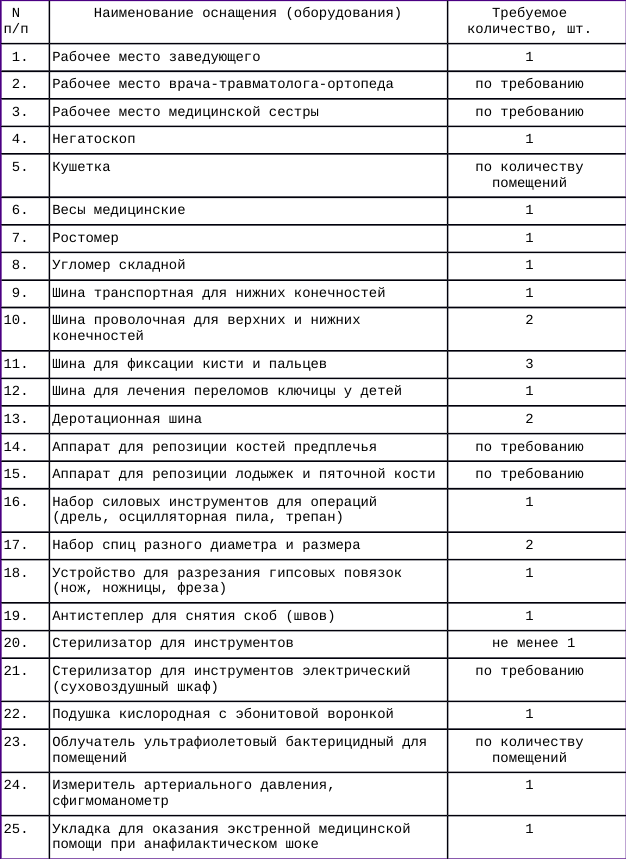 N Наименование оснащения (оборудования) Требуемое
п/п количество, шт.
1. Рабочее место заведующего 1
2. Рабочее место врача-травматолога-ортопеда по требованию
3. Рабочее место медицинской сестры по требованию
4. Негатоскоп 1
5. Кушетка по количеству
помещений
6. Весы медицинские 1
7. Ростомер 1
8. Угломер складной 1
9. Шина транспортная для нижних конечностей 1
10. Шина проволочная для верхних и нижних 2
конечностей
11. Шина для фиксации кисти и пальцев 3
12. Шина для лечения переломов ключицы у детей 1
13. Деротационная шина 2
14. Аппарат для репозиции костей предплечья по требованию
15. Аппарат для репозиции лодыжек и пяточной кости по требованию
16. Набор силовых инструментов для операций 1
(дрель, осцилляторная пила, трепан)
17. Набор спиц разного диаметра и размера 2
18. Устройство для разрезания гипсовых повязок 1
(нож, ножницы, фреза)
19. Антистеплер для снятия скоб (швов) 1
20. Стерилизатор для инструментов не менее 1
21. Стерилизатор для инструментов электрический по требованию
(суховоздушный шкаф)
22. Подушка кислородная с эбонитовой воронкой 1
23. Облучатель ультрафиолетовый бактерицидный для по количеству
помещений помещений
24. Измеритель артериального давления, 1
сфигмоманометр
25. Укладка для оказания экстренной медицинской 1
помощи при анафилактическом шоке